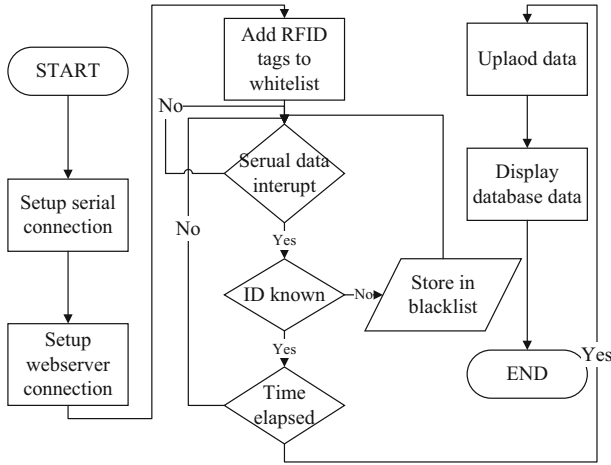 START
Setup serial
connection
Setup
webserver
connection
Add RFID
tags to
whitelist
No
Serual data
interupt
No
Yes
ID known
No
Store in
blacklist
Yes
Time
elapsed
Yes
Uplaod data
Display
database data
END